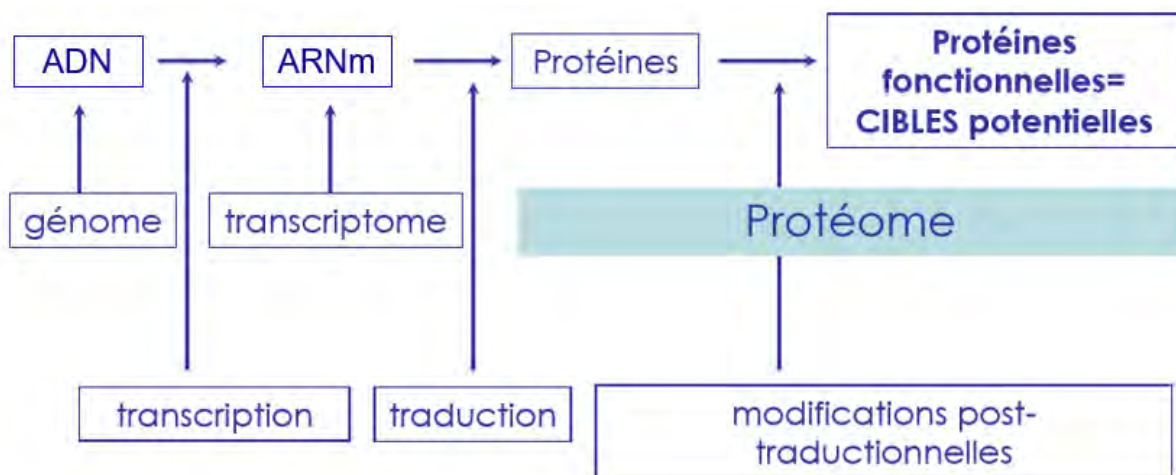 ADN
ARNm
Protéines
Protéines
fonctionnelles=
CIBLES potentielles
génome
transcriptome
Protéome
transcription
traduction
modifications post-
traductionnelles